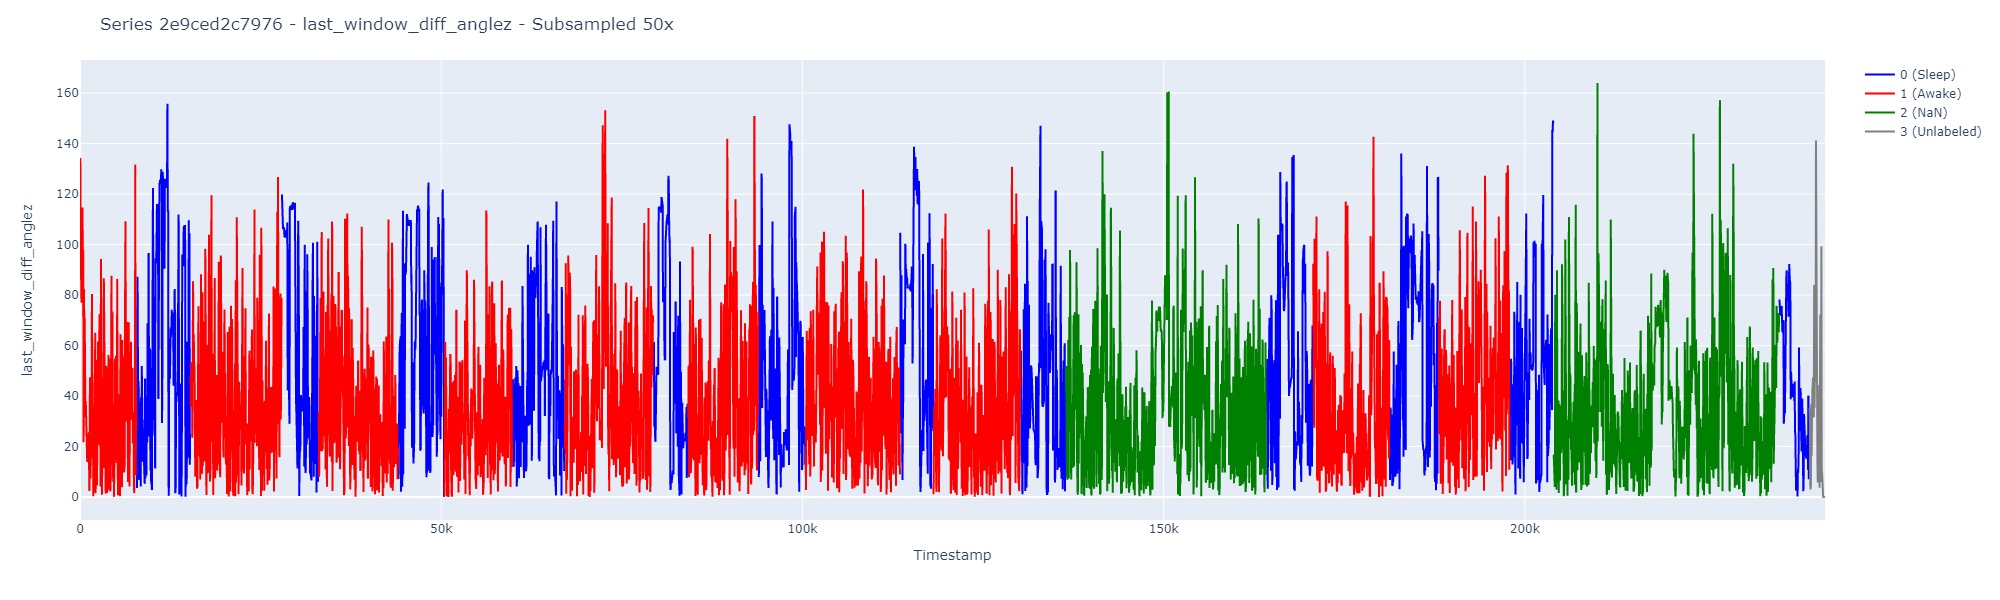 Series 2e9ced2c7976 - last_window_diff_anglez - Subsampled 50x
0 (Sleep)
1 (Awake)
2 (NaN)
3 (Unlabeled)
160
140
120
100
80
60
40
20
0
last_window_diff_anglez
0
50k
100k
150k
200k
Timestamp